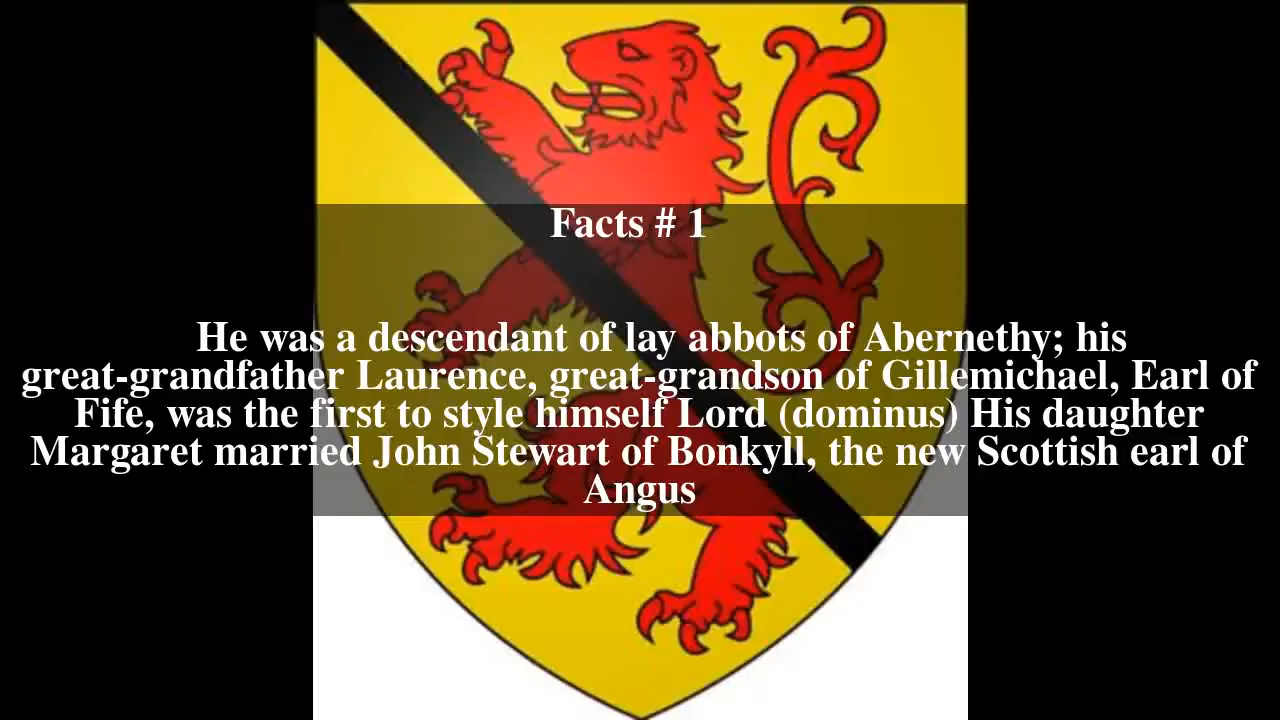 Facts # 1
He was a descendant of lay abbots of Abernethy; his
great-grandfather Laurence, great-grandson of Gillemichael, Earl of
Fife, was the first to style himself Lord (dominus) His daughter
Margaret married John Stewart of Bonkyll, the new Scottish earl of
Angus